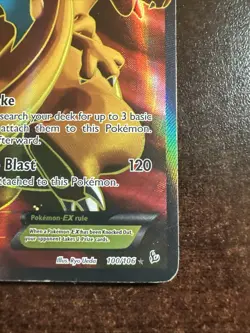 ke
search your deck for up to 3 basic
attach them to this Pokémon.
fterward.
Blast 120
ttached to this Pokémon.
Pokémon-EX rule
When a Pokémon-EX has been Knocked Out,
your opponent takes 2 Prize cards.
Illus. Ryo Ueda 100/106